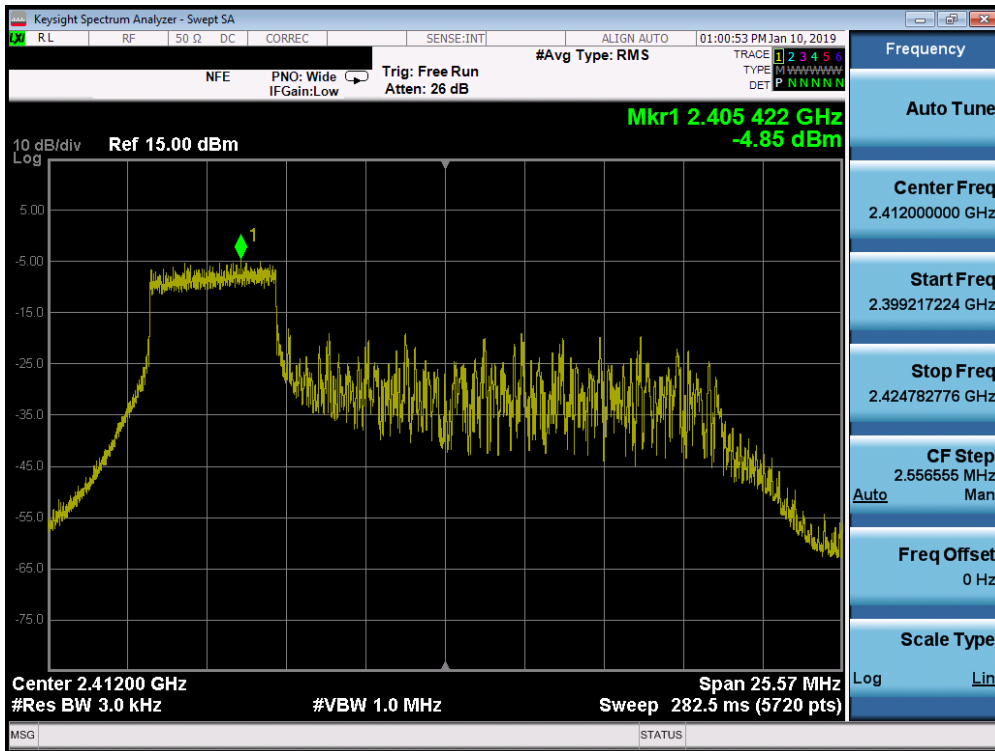 Keysight Spectrum Analyzer - Swept SA
LXI RL RF 50 Ω DC CORREC SENSE:INT ALIGN AUTO 01:00:53 PM Jan 10, 2019
NFE PNO: Wide IFGain:Low Trig: Free Run Atten: 26 dB #Avg Type: RMS
TRACE 1 2 3 4 5 6
TYPE M WWWWW
DET P N N N N N
Mkr1 2.405 422 GHz
-4.85 dBm
10 dB/div Ref 15.00 dBm
Log
1
5.00
-5.00
-15.0
-25.0
-35.0
-45.0
-55.0
-65.0
-75.0
Center 2.41200 GHz Span 25.57 MHz
#Res BW 3.0 kHz #VBW 1.0 MHz Sweep 282.5 ms (5720 pts)
MSG STATUS
Frequency
Auto Tune
Center Freq
2.412000000 GHz
Start Freq
2.399217224 GHz
Stop Freq
2.424782776 GHz
CF Step
2.556555 MHz
Auto Man
Freq Offset
0 Hz
Scale Type
Log Lin